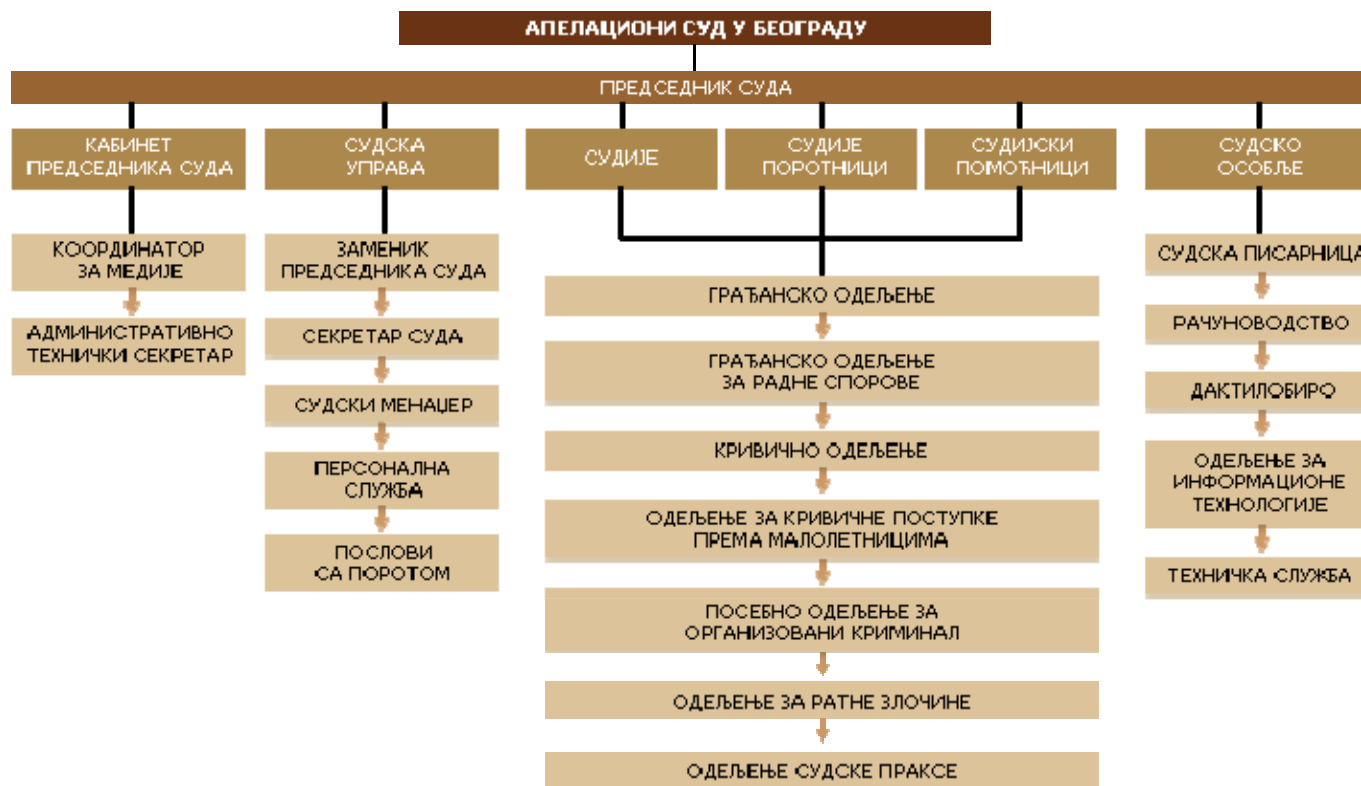 АПЕЛАЦИОНИ СУД У БЕОГРАДУ
ПРЕДСЕДНИК СУДА
КАБИНЕТ
ПРЕДСЕДНИКА СУДА
СУДСКА
УПРАВА
СУДИЈЕ
СУДИЈЕ
ПОРОТНИЦИ
СУДИЈСКИ
ПОМОЋНИЦИ
СУДСКО
ОСОБЉЕ
КООРДИНАТОР
ЗА МЕДИЈЕ
АДМИНИСТРАТИВНО
ТЕХНИЧКИ СЕКРЕТАР
ЗАМЕНИК
ПРЕДСЕДНИКА СУДА
СЕКРЕТАР СУДА
СУДСКИ МЕНАЏЕР
ПЕРСОНАЛНА
СЛУЖБА
ПОСЛОВИ
СА ПОРОТОМ
ГРАЂАНСКО ОДЕЉЕЊЕ
ГРАЂАНСКО ОДЕЉЕЊЕ
ЗА РАДНЕ СПОРОВЕ
КРИВИЧНО ОДЕЉЕЊЕ
ОДЕЉЕЊЕ ЗА КРИВИЧНЕ ПОСТУПКЕ
ПРЕМА МАЛОЛЕТНИЦИМА
ПОСЕБНО ОДЕЉЕЊЕ ЗА
ОРГАНИЗОВАНИ КРИМИНАЛ
ОДЕЉЕЊЕ ЗА РАТНЕ ЗЛОЧИНЕ
ОДЕЉЕЊЕ СУДСКЕ ПРАКСЕ
СУДСКА ПИСАРНИЦА
РАЧУНОВОДСТВО
ДАКТИЛОБИРО
ОДЕЉЕЊЕ ЗА
ИНФОРМАЦИОНЕ
ТЕХНОЛОГИЈЕ
ТЕХНИЧКА СЛУЖБА